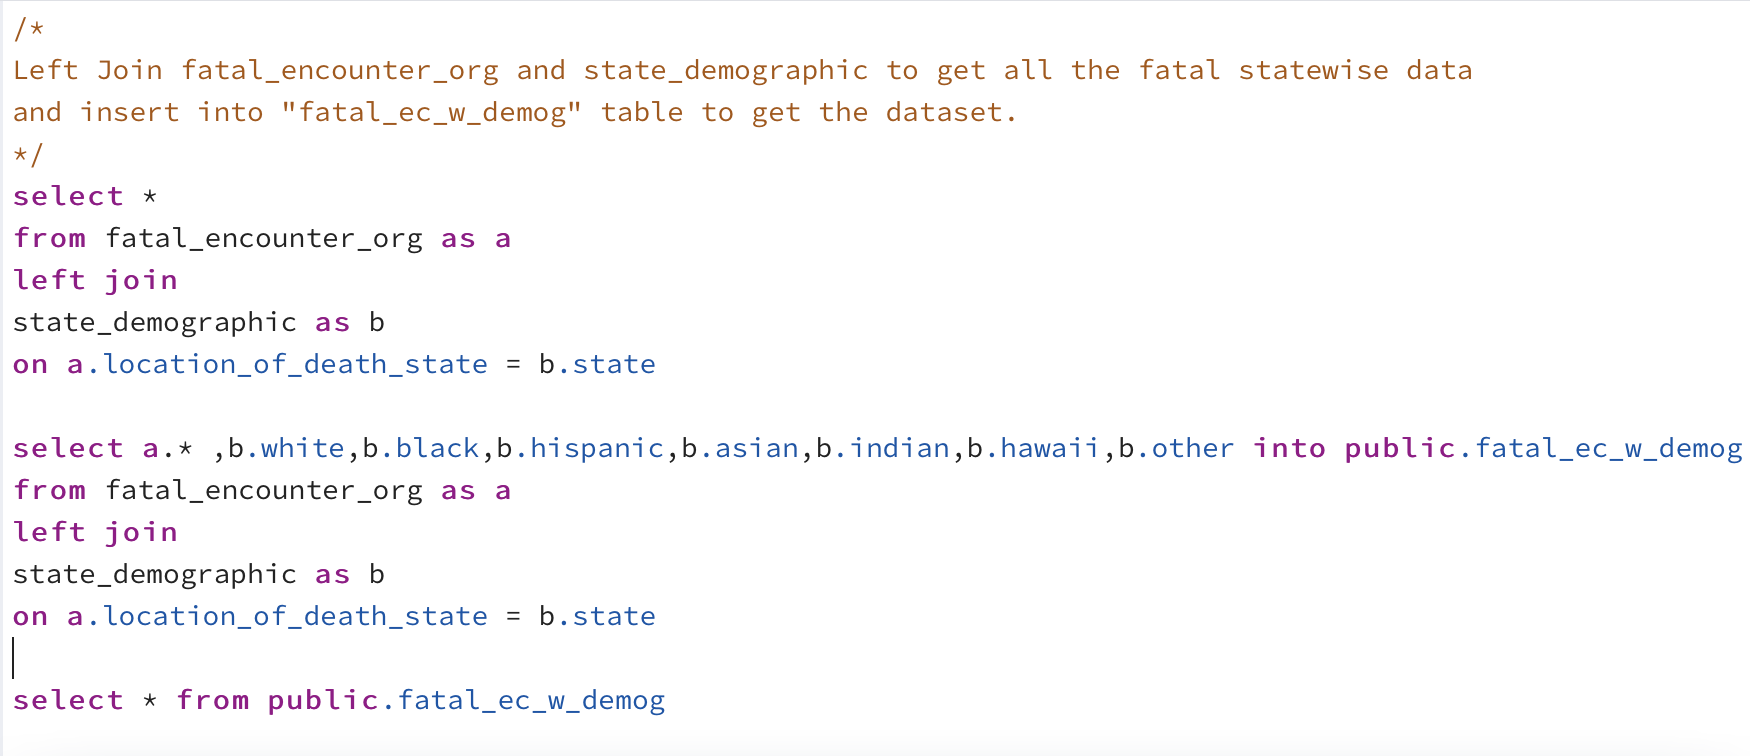 /*
Left Join fatal_encounter_org and state_demographic to get all the fatal statewise data
and insert into "fatal_ec_w_demog" table to get the dataset.
*/
select *
from fatal_encounter_org as a
left join
state_demographic as b
on a.location_of_death_state = b.state
select a.* ,b.white,b.black,b.hispanic,b.asian,b.indian,b.hawaii,b.other into public.fatal_ec_w_demog
from fatal_encounter_org as a
left join
state_demographic as b
on a.location_of_death_state = b.state
select * from public.fatal_ec_w_demog